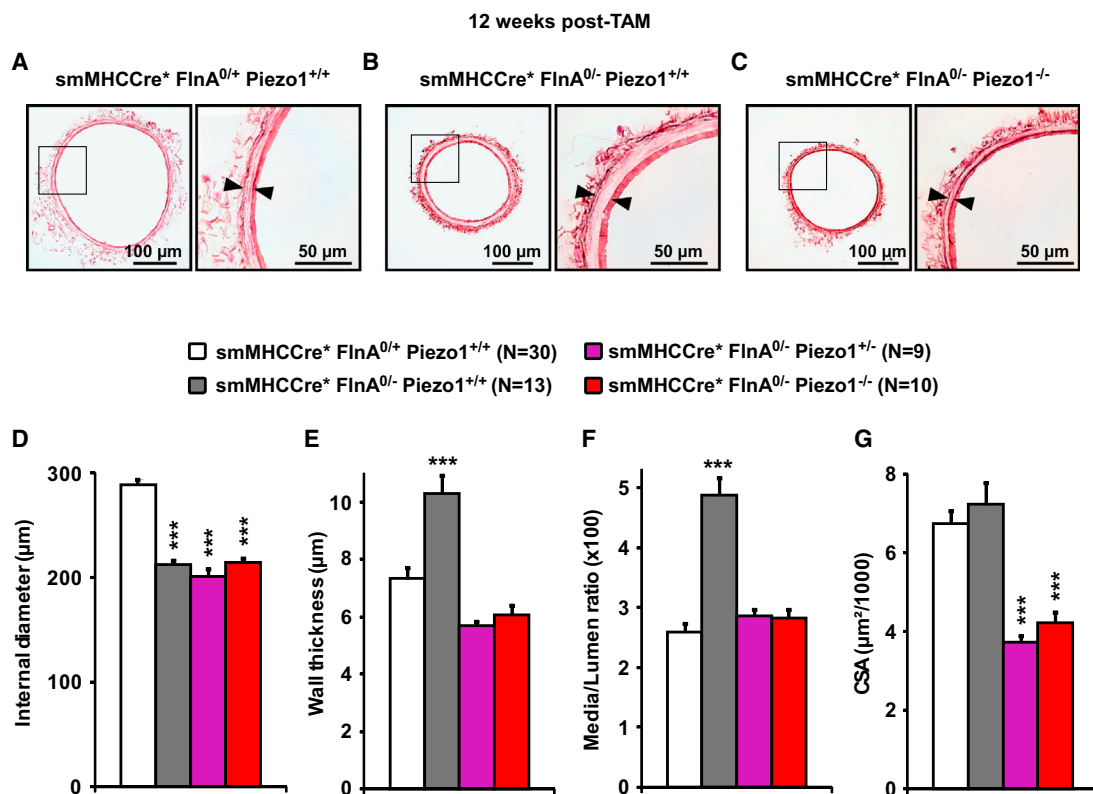 12 weeks post-TAM
A
smMHCCre* FlnA0/+ Piezo1+/+
B
smMHCCre* FlnA0/- Piezo1+/+
C
smMHCCre* FlnA0/- Piezo1-/-
100 µm
50 µm
100 µm
50 µm
100 µm
50 µm
smMHCCre* FlnA0/+ Piezo1+/+ (N=30)
smMHCCre* FlnA0/- Piezo1+/- (N=9)
smMHCCre* FlnA0/- Piezo1+/+ (N=13)
smMHCCre* FlnA0/- Piezo1-/- (N=10)
D
Internal diameter (µm)
300
200
100
0
***
***
***
E
Wall thickness (µm)
10
8
6
4
2
0
***
F
Media/Lumen ratio (x100)
5
4
3
2
1
0
***
G
CSA (µm²/1000)
8
6
4
2
0
***
***